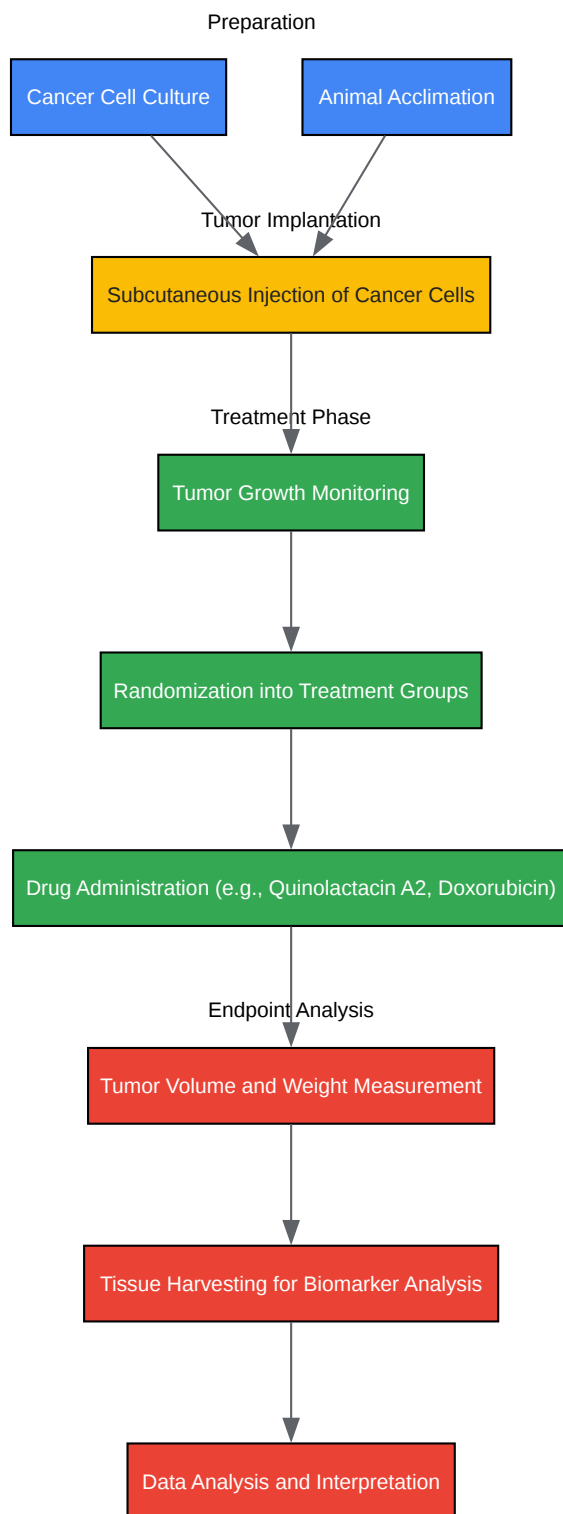 Preparation
Cancer Cell Culture
Animal Acclimation
Tumor Implantation
Subcutaneous Injection of Cancer Cells
Treatment Phase
Tumor Growth Monitoring
Randomization into Treatment Groups
Drug Administration (e.g., Quinolactacin A2, Doxorubicin)
Endpoint Analysis
Tumor Volume and Weight Measurement
Tissue Harvesting for Biomarker Analysis
Data Analysis and Interpretation